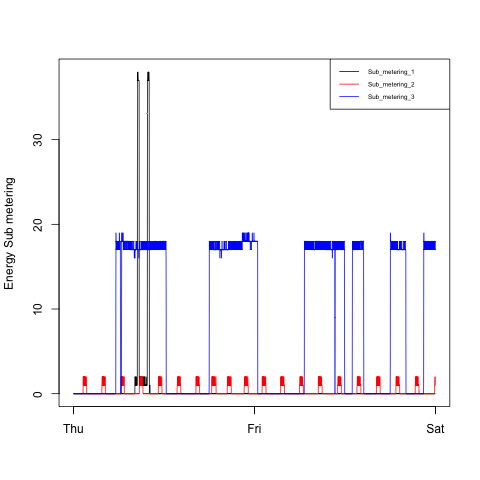 Sub_metering_1
Sub_metering_2
Sub_metering_3
Energy Sub metering
30
20
10
0
Thu Fri Sat